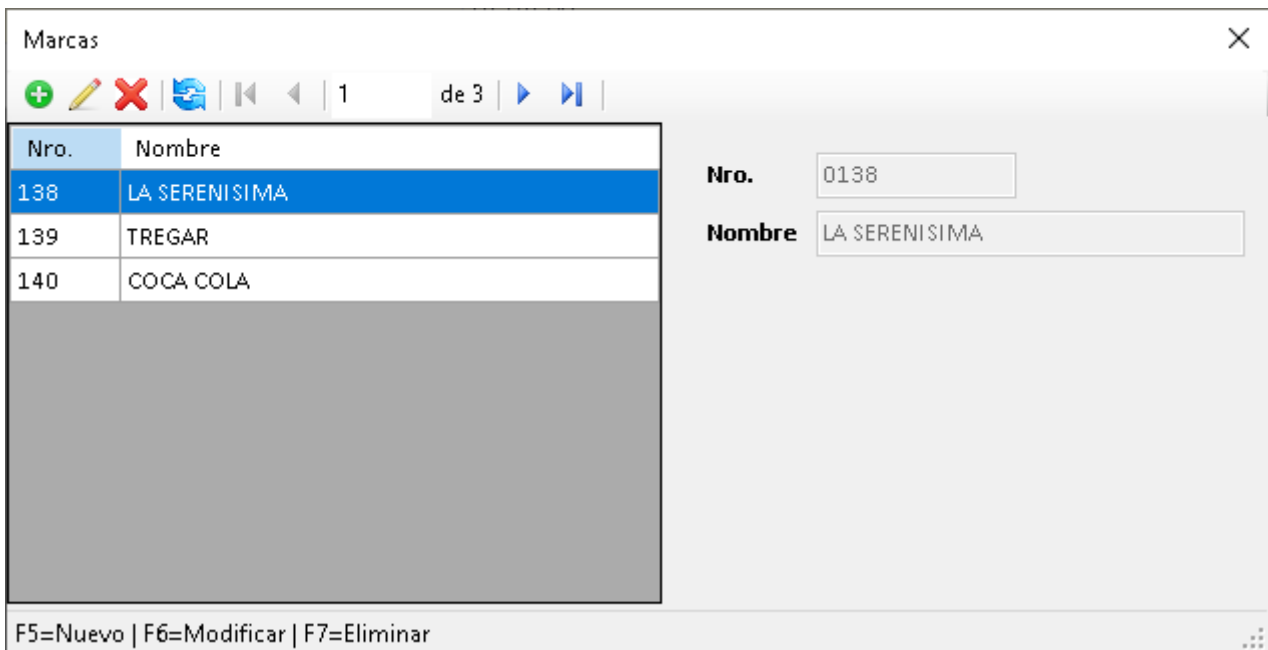 Marcas
1 de 3
Nro. Nombre
138 LA SERENISIMA
139 TREGAR
140 COCA COLA
Nro. 0138
Nombre LA SERENISIMA
F5=Nuevo | F6=Modificar | F7=Eliminar